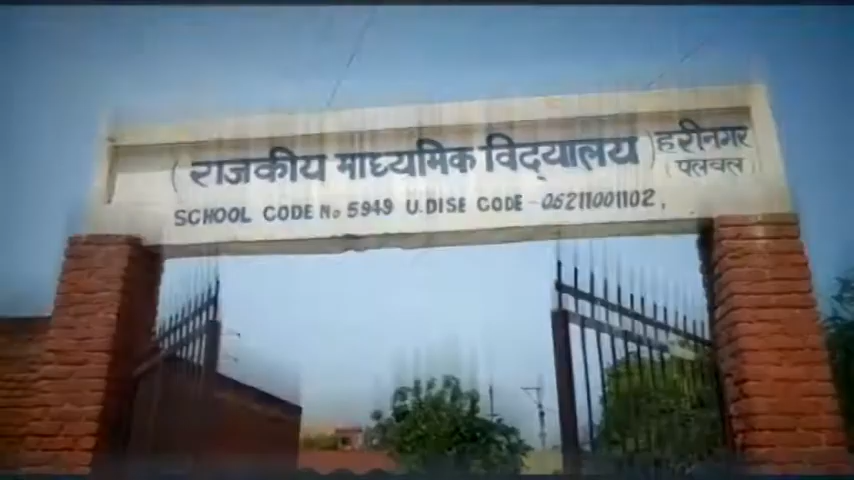 ( राजकीय माध्यमिक विद्यालय ) हरीनगर पलवल
SCHOOL CODE No. 5949 U.DISE CODE - 06211001102,